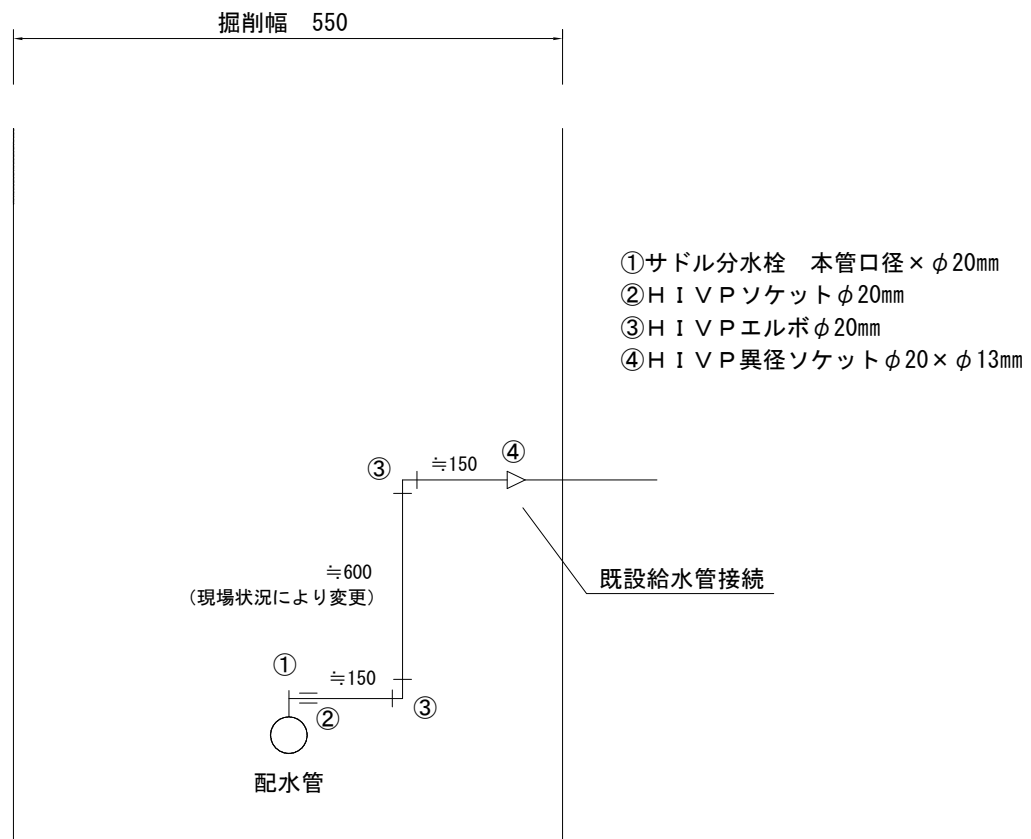 掘削幅　550
①サドル分水栓　本管口径×φ20mm
②ＨＩＶＰソケットφ20mm
③ＨＩＶＰエルボφ20mm
④ＨＩＶＰ異径ソケットφ20×φ13mm
③
≒150
④
≒600
（現場状況により変更）
既設給水管接続
①
≒150
②
③
配水管